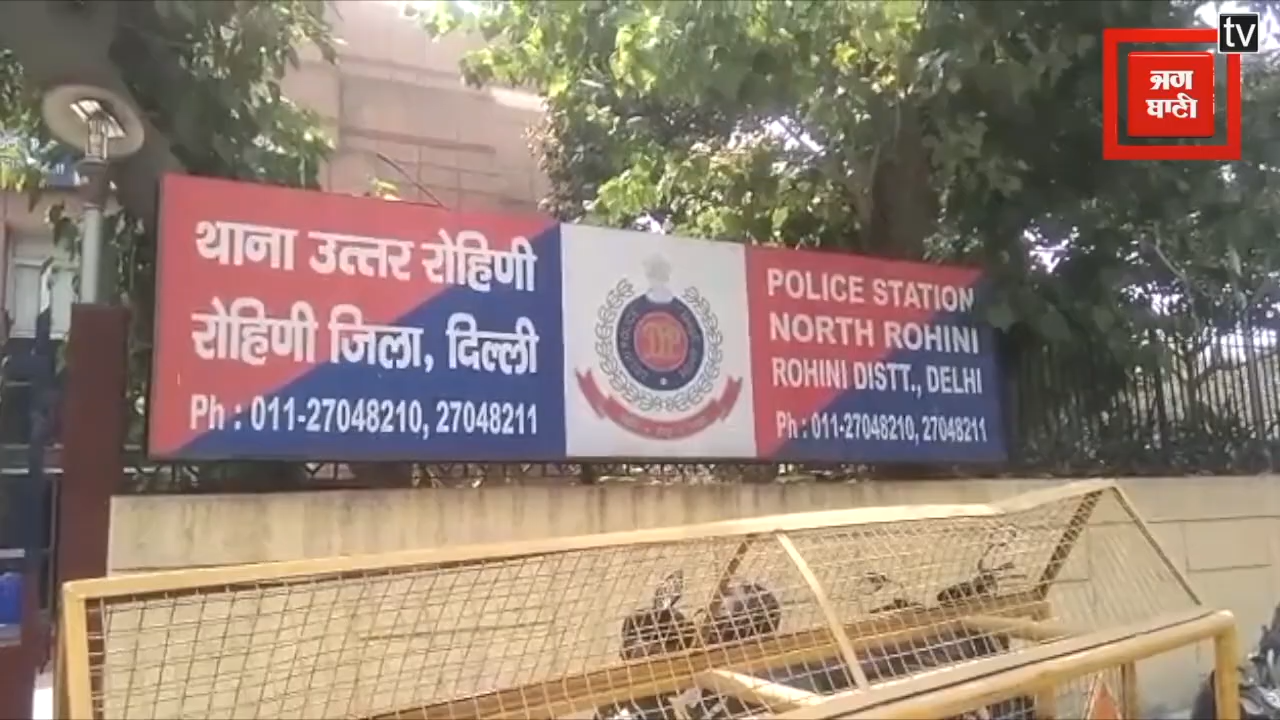 थाना उत्तर रोहिणी
रोहिणी जिला, दिल्ली
Ph : 011-27048210, 27048211
POLICE STATION
NORTH ROHINI
ROHINI DISTT., DELHI
Ph : 011-27048210, 27048211
DP
tv
ਜਗ
ਬਾਣੀ